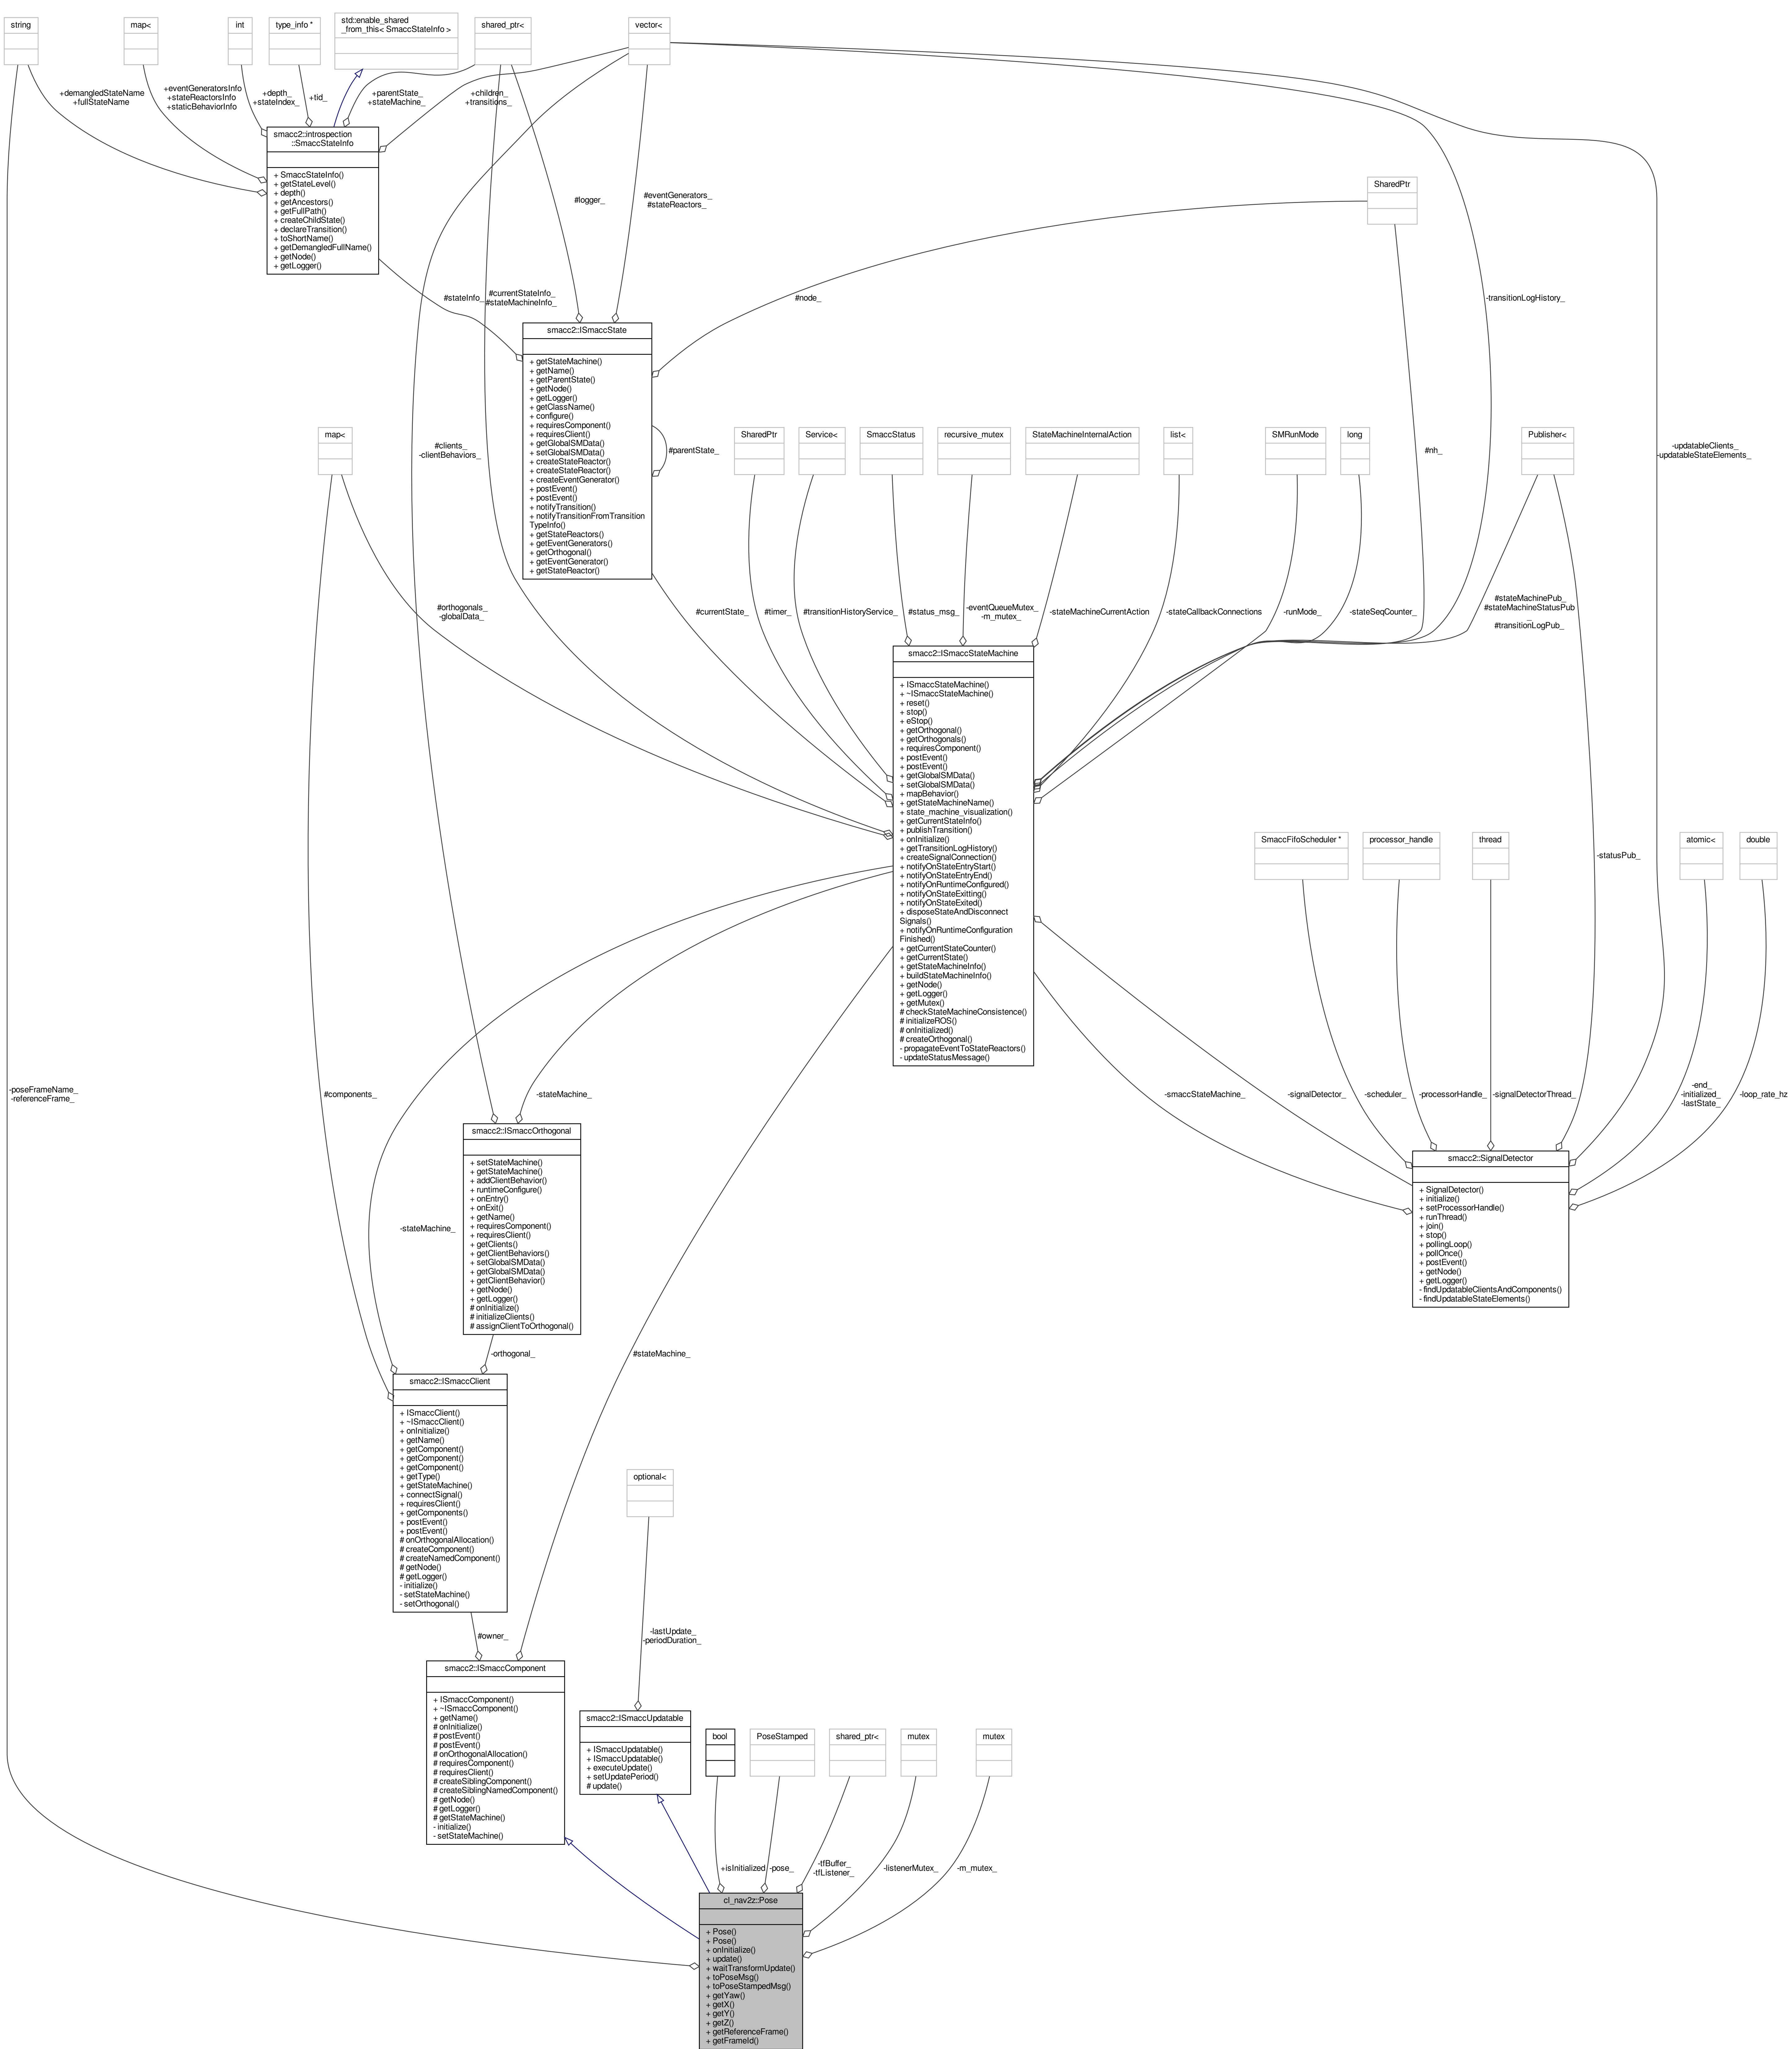 string
map<
int
type_info *
std::enable_shared
_from_this< SmaccStateInfo >
shared_ptr<
vector<
+demangledStateName
+fullStateName
+eventGeneratorsInfo
+stateReactorsInfo
+staticBehaviorInfo
+depth_
+stateIndex_
+tid_
+parentState_
+stateMachine_
+children_
+transitions_
smacc2::introspection
::SmaccStateInfo
+ SmaccStateInfo()
+ getStateLevel()
+ depth()
+ getAncestors()
+ getFullPath()
+ createChildState()
+ declareTransition()
+ toShortName()
+ getDemangledFullName()
+ getNode()
+ getLogger()
#logger_
#eventGenerators_
#stateReactors_
SharedPtr
#stateInfo_
#currentStateInfo_
#stateMachineInfo_
#node_
-transitionLogHistory_
smacc2::ISmaccState
+ getStateMachine()
+ getName()
+ getParentState()
+ getNode()
+ getLogger()
+ getClassName()
+ configure()
+ requiresComponent()
+ requiresClient()
+ getGlobalSMData()
+ setGlobalSMData()
+ createStateReactor()
+ createStateReactor()
+ createEventGenerator()
+ postEvent()
+ postEvent()
+ notifyTransition()
+ notifyTransitionFromTransition
TypeInfo()
+ getStateReactors()
+ getEventGenerators()
+ getOrthogonal()
+ getEventGenerator()
+ getStateReactor()
#parentState_
map<
#clients_
-clientBehaviors_
SharedPtr
Service<
SmaccStatus
recursive_mutex
StateMachineInternalAction
list<
SMRunMode
long
#nh_
Publisher<
-updatableClients_
-updatableStateElements_
#orthogonals_
-globalData_
#currentState_
#timer_
#transitionHistoryService_
#status_msg_
-eventQueueMutex_
-m_mutex_
-stateMachineCurrentAction
-stateCallbackConnections
-runMode_
-stateSeqCounter_
#stateMachinePub_
#stateMachineStatusPub
_
#transitionLogPub_
smacc2::ISmaccStateMachine
+ ISmaccStateMachine()
+ ~ISmaccStateMachine()
+ reset()
+ stop()
+ eStop()
+ getOrthogonal()
+ getOrthogonals()
+ requiresComponent()
+ postEvent()
+ postEvent()
+ getGlobalSMData()
+ setGlobalSMData()
+ mapBehavior()
+ getStateMachineName()
+ state_machine_visualization()
+ getCurrentStateInfo()
+ publishTransition()
+ onInitialize()
+ getTransitionLogHistory()
+ createSignalConnection()
+ notifyOnStateEntryStart()
+ notifyOnStateEntryEnd()
+ notifyOnRuntimeConfigured()
+ notifyOnStateExitting()
+ notifyOnStateExited()
+ disposeStateAndDisconnect
Signals()
+ notifyOnRuntimeConfiguration
Finished()
+ getCurrentStateCounter()
+ getCurrentState()
+ getStateMachineInfo()
+ buildStateMachineInfo()
+ getNode()
+ getLogger()
+ getMutex()
# checkStateMachineConsistence()
# initializeROS()
# onInitialized()
# createOrthogonal()
- propagateEventToStateReactors()
- updateStatusMessage()
SmaccFifoScheduler *
processor_handle
thread
atomic<
double
-statusPub_
-poseFrameName_
-referenceFrame_
#components_
-stateMachine_
-smaccStateMachine_
-signalDetector_
-scheduler_
-processorHandle_
-signalDetectorThread_
-end_
-initialized_
-lastState_
-loop_rate_hz
smacc2::ISmaccOrthogonal
+ setStateMachine()
+ getStateMachine()
+ addClientBehavior()
+ runtimeConfigure()
+ onEntry()
+ onExit()
+ getName()
+ requiresComponent()
+ requiresClient()
+ getClients()
+ getClientBehaviors()
+ setGlobalSMData()
+ getGlobalSMData()
+ getClientBehavior()
+ getNode()
+ getLogger()
# onInitialize()
# initializeClients()
# assignClientToOrthogonal()
smacc2::SignalDetector
+ SignalDetector()
+ initialize()
+ setProcessorHandle()
+ runThread()
+ join()
+ stop()
+ pollingLoop()
+ pollOnce()
+ postEvent()
+ getNode()
+ getLogger()
- findUpdatableClientsAndComponents()
- findUpdatableStateElements()
-stateMachine_
-orthogonal_
#stateMachine_
smacc2::ISmaccClient
+ ISmaccClient()
+ ~ISmaccClient()
+ onInitialize()
+ getName()
+ getComponent()
+ getComponent()
+ getComponent()
+ getType()
+ getStateMachine()
+ connectSignal()
+ requiresClient()
+ getComponents()
+ postEvent()
+ postEvent()
# onOrthogonalAllocation()
# createComponent()
# createNamedComponent()
# getNode()
# getLogger()
- initialize()
- setStateMachine()
- setOrthogonal()
optional<
#owner_
-lastUpdate_
-periodDuration_
smacc2::ISmaccComponent
+ ISmaccComponent()
+ ~ISmaccComponent()
+ getName()
# onInitialize()
# postEvent()
# postEvent()
# onOrthogonalAllocation()
# requiresComponent()
# requiresClient()
# createSiblingComponent()
# createSiblingNamedComponent()
# getNode()
# getLogger()
# getStateMachine()
- initialize()
- setStateMachine()
smacc2::ISmaccUpdatable
+ ISmaccUpdatable()
+ ISmaccUpdatable()
+ executeUpdate()
+ setUpdatePeriod()
# update()
bool
PoseStamped
shared_ptr<
mutex
mutex
+isInitialized
-pose_
-tfBuffer_
-tfListener_
-listenerMutex_
-m_mutex_
cl_nav2z::Pose
+ Pose()
+ Pose()
+ onInitialize()
+ update()
+ waitTransformUpdate()
+ toPoseMsg()
+ toPoseStampedMsg()
+ getYaw()
+ getX()
+ getY()
+ getZ()
+ getReferenceFrame()
+ getFrameId()